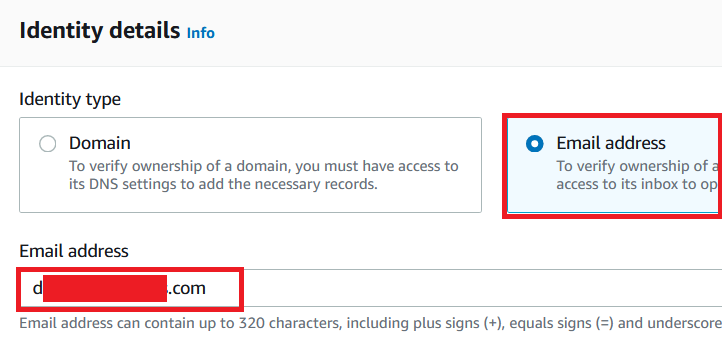 Identity details Info
Identity type
Domain
To verify ownership of a domain, you must have access to
its DNS settings to add the necessary records.
Email address
To verify ownership of a
access to its inbox to op
Email address
d .com
Email address can contain up to 320 characters, including plus signs (+), equals signs (=) and underscore